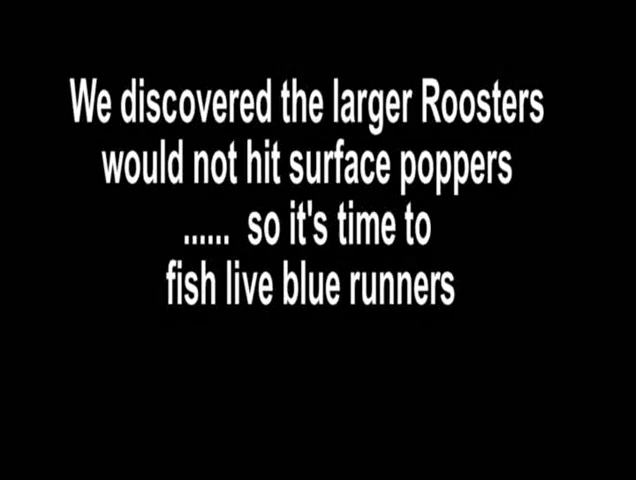 We discovered the larger Roosters
would not hit surface poppers
...... so it's time to
fish live blue runners